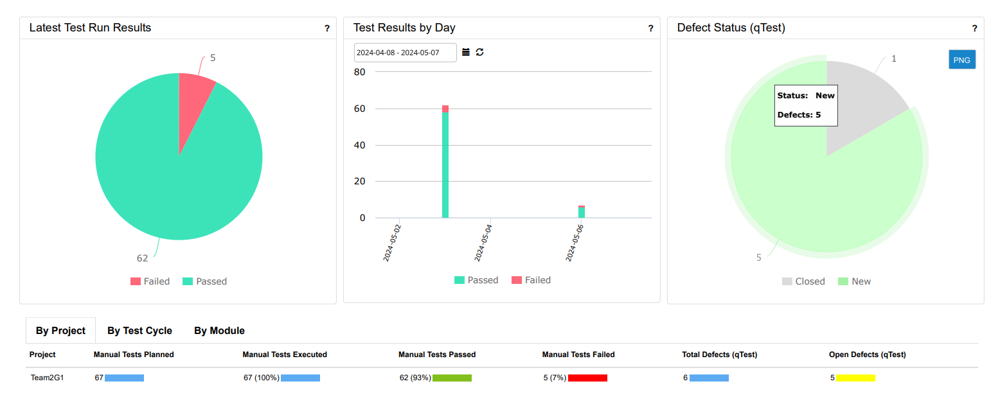 Latest Test Run Results ?
5
62
Failed Passed
Test Results by Day ?
2024-04-08 - 2024-05-07
80
60
40
20
0
2024-05-02 2024-05-04 2024-05-06
Passed Failed
Defect Status (qTest) ?
PNG
1
Status: New
Defects: 5
5
Closed New
By Project By Test Cycle By Module
Project Manual Tests Planned Manual Tests Executed Manual Tests Passed Manual Tests Failed Total Defects (qTest) Open Defects (qTest)
Team2G1 67 67 (100%) 62 (93%) 5 (7%) 6 5